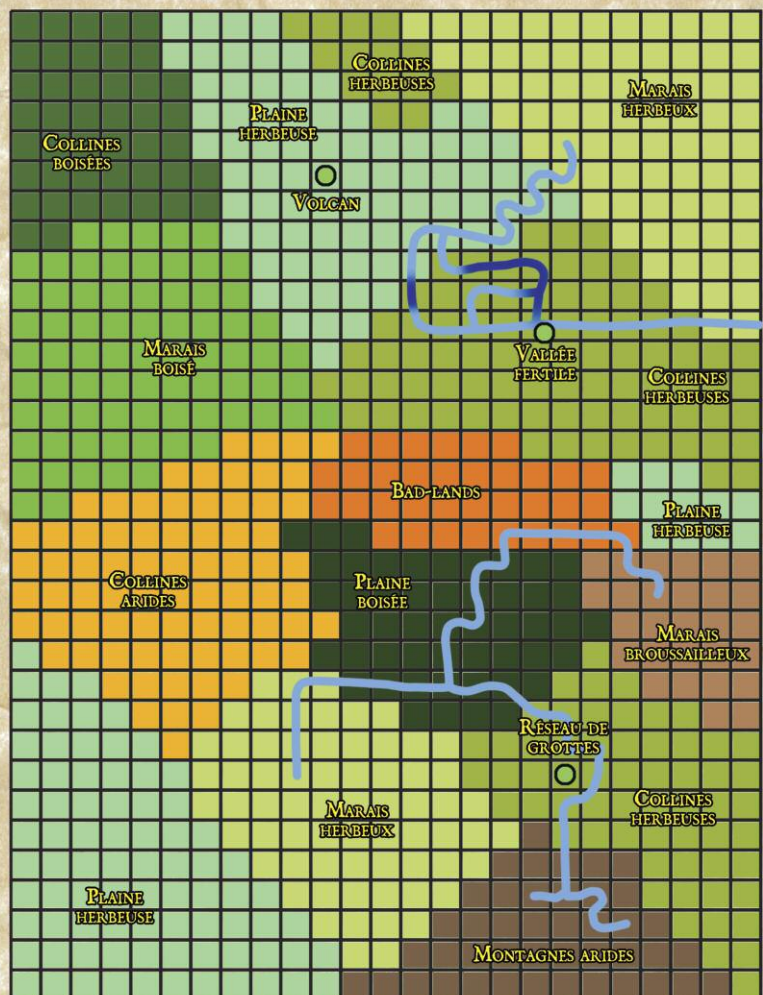 Collines
herbeuses
Marais
herbeux
Plaine
herbeuse
Collines
boisées
Volcan
Marais
boisé
Vallée
fertile
Collines
herbeuses
Bad-lands
Plaine
herbeuse
Collines
arides
Plaine
boisée
Marais
broussailleux
Réseau de
grottes
Marais
herbeux
Collines
herbeuses
Plaine
herbeuse
Montagnes arides